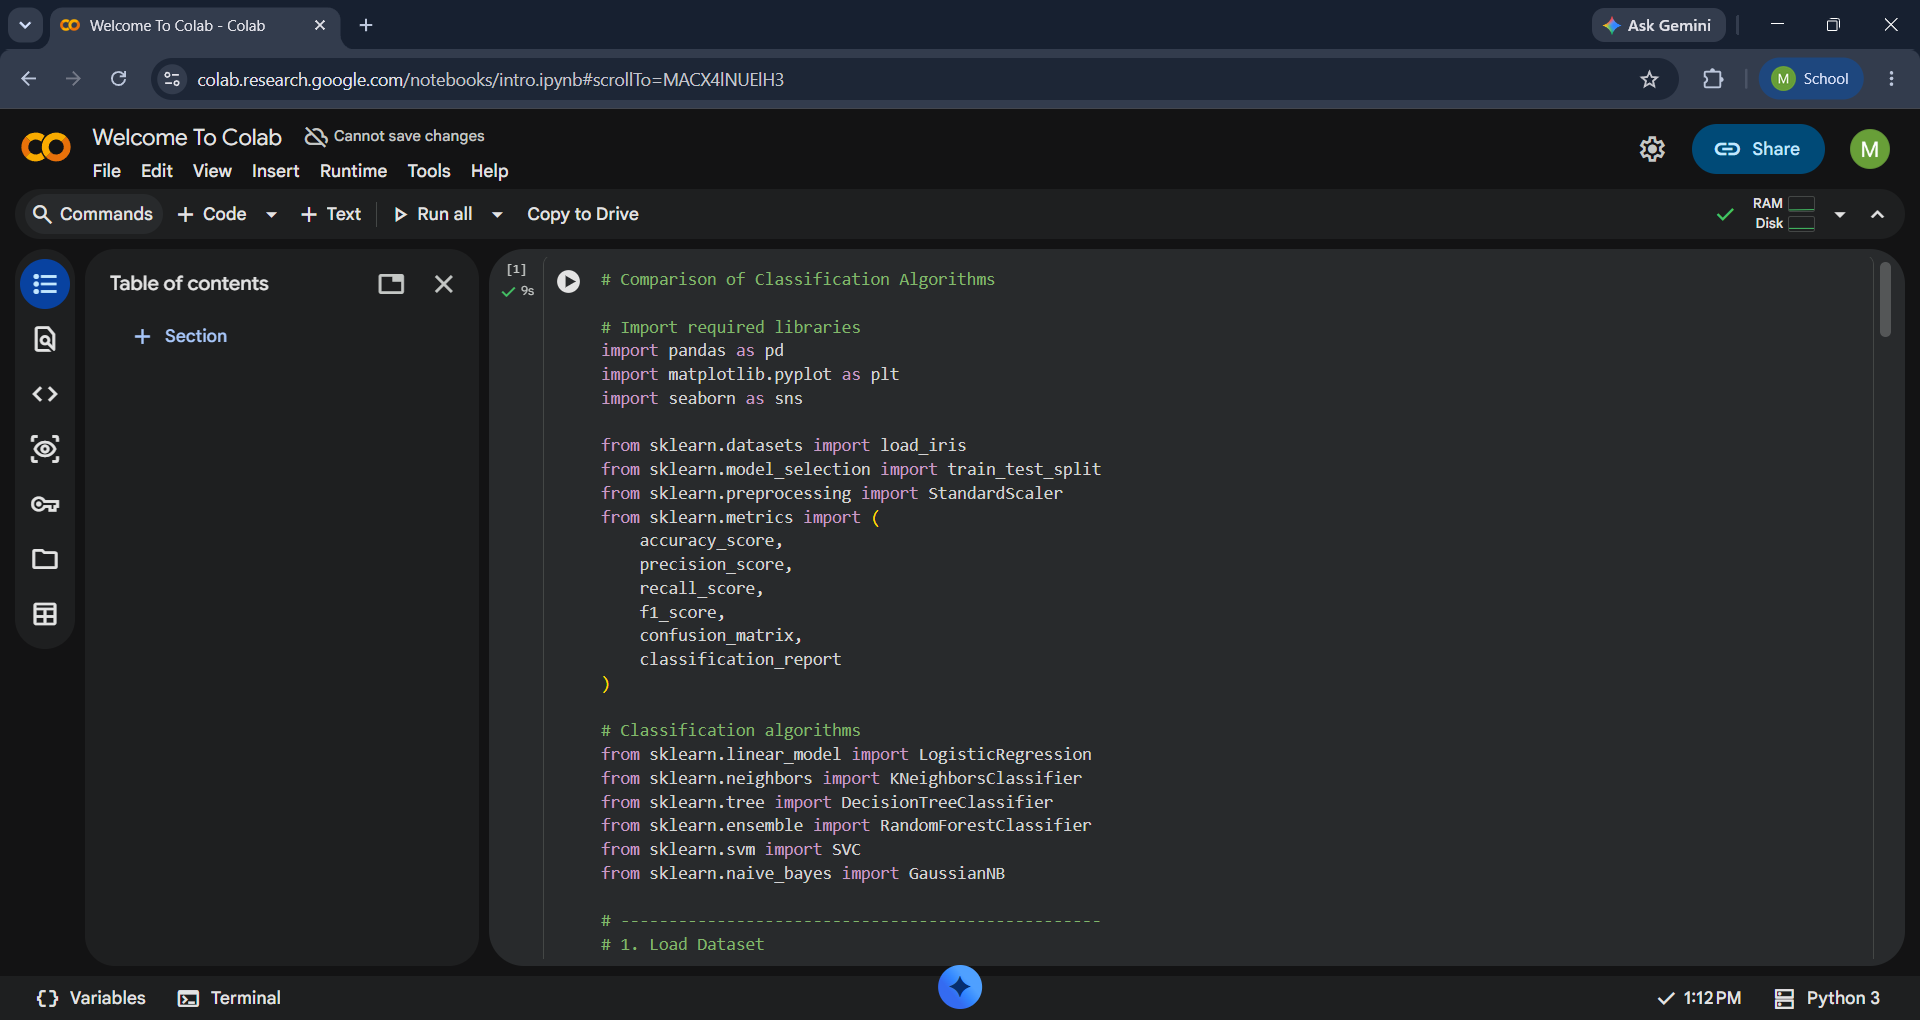 Welcome To Colab - Colab
Ask Gemini
colab.research.google.com/notebooks/intro.ipynb#scrollTo=MACX4lNUElH3
M School
Welcome To Colab Cannot save changes
File Edit View Insert Runtime Tools Help
Share
M
Commands + Code + Text Run all Copy to Drive
RAM
Disk
Table of contents
+ Section
[1]
9s
# Comparison of Classification Algorithms
# Import required libraries
import pandas as pd
import matplotlib.pyplot as plt
import seaborn as sns
from sklearn.datasets import load_iris
from sklearn.model_selection import train_test_split
from sklearn.preprocessing import StandardScaler
from sklearn.metrics import (
accuracy_score,
precision_score,
recall_score,
f1_score,
confusion_matrix,
classification_report
)
# Classification algorithms
from sklearn.linear_model import LogisticRegression
from sklearn.neighbors import KNeighborsClassifier
from sklearn.tree import DecisionTreeClassifier
from sklearn.ensemble import RandomForestClassifier
from sklearn.svm import SVC
from sklearn.naive_bayes import GaussianNB
# --------------------------------------------------
# 1. Load Dataset
{} Variables Terminal
1:12 PM Python 3